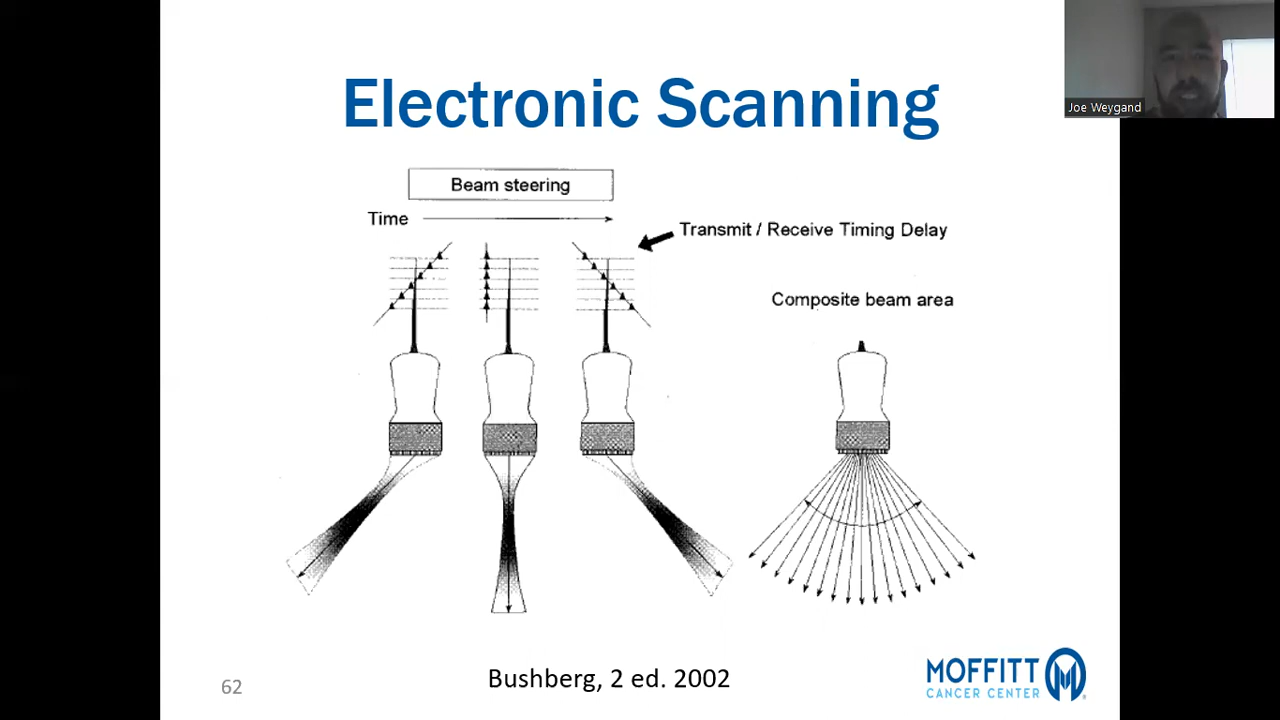 Joe Weygand
Electronic Scanning
Beam steering
Time
Transmit / Receive Timing Delay
Composite beam area
62
Bushberg, 2 ed. 2002
MOFFITT
CANCER CENTER